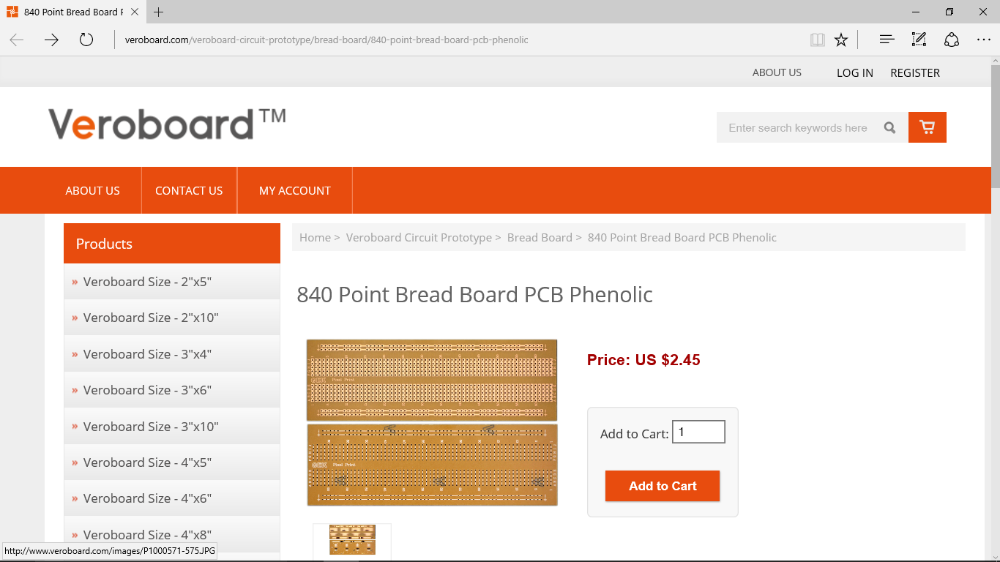 840 Point Bread Board F
veroboard.com/veroboard-circuit-prototype/bread-board/840-point-bread-board-pcb-phenolic
ABOUT US LOG IN REGISTER
Veroboard™
Enter search keywords here
ABOUT US CONTACT US MY ACCOUNT
Products
Home > Veroboard Circuit Prototype > Bread Board > 840 Point Bread Board PCB Phenolic
» Veroboard Size - 2"x5"
» Veroboard Size - 2"x10"
» Veroboard Size - 3"x4"
» Veroboard Size - 3"x6"
» Veroboard Size - 3"x10"
» Veroboard Size - 4"x5"
» Veroboard Size - 4"x6"
» Veroboard Size - 4"x8"
840 Point Bread Board PCB Phenolic
Pixel Print
Pixel Print
Price: US $2.45
Add to Cart: 1
Add to Cart
http://www.veroboard.com/images/P1000571-575.JPG